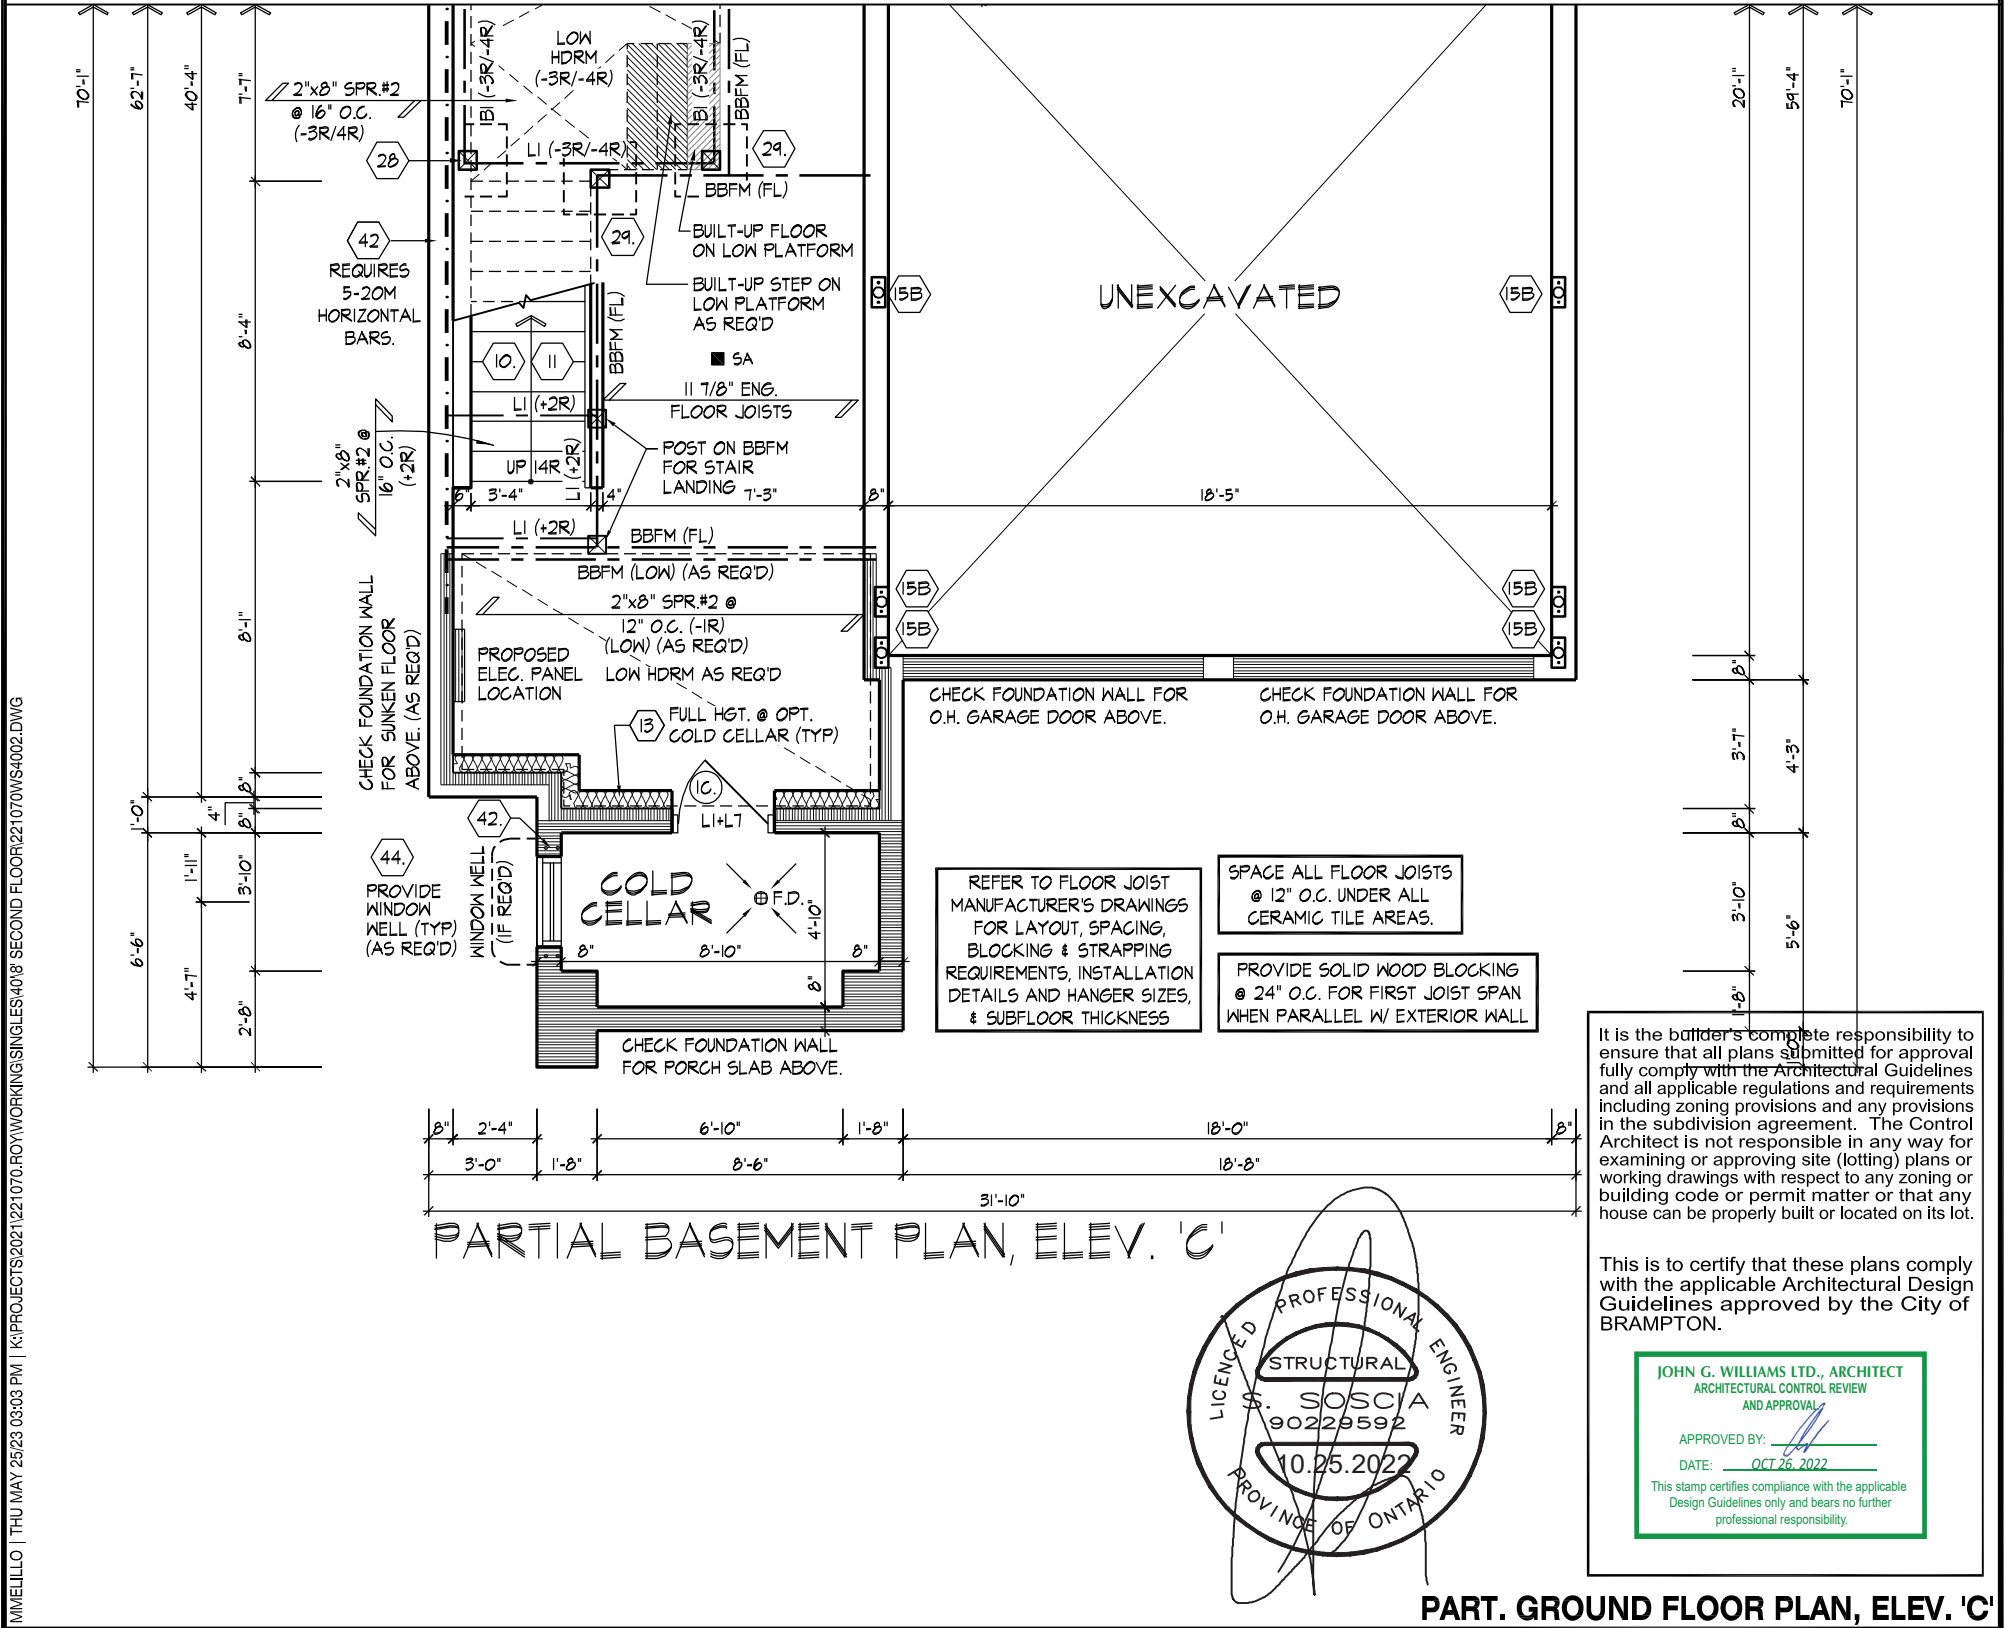 70'-1"
62'-7"
40'-4"
7'-7"
2"x8" SPR.#2
@ 16" O.C.
(-3R/4R)
28
B1 (-3R/-4R)
LOW
HDRM
(-3R/-4R)
B1 (-3R/-4R)
BBFM (FL)
L1 (-3R/-4R)
29.
BBFM (FL)
20'-1"
59'-4"
70'-1"
42
REQUIRES
5-20M
HORIZONTAL
BARS.
29.
BUILT-UP FLOOR
ON LOW PLATFORM
BUILT-UP STEP ON
LOW PLATFORM
AS REQ'D
SA
8'-4"
10.
11
BBFM (FL)
11 7/8" ENG.
FLOOR JOISTS
15B
UNEXCAVATED
15B
2"x8"
SPR.#2 @
16" O.C.
(+2R)
L1 (+2R)
UP 14R
L1 (+2R)
POST ON BBFM
FOR STAIR
LANDING
6"
3'-4"
4"
7'-3"
8"
18'-5"
L1 (+2R)
BBFM (FL)
BBFM (LOW) (AS REQ'D)
2"x8" SPR.#2 @
12" O.C. (-1R)
(LOW) (AS REQ'D)
LOW HDRM AS REQ'D
15B
15B
15B
15B
8'-1"
CHECK FOUNDATION WALL
FOR SUNKEN FLOOR
ABOVE. (AS REQ'D)
PROPOSED
ELEC. PANEL
LOCATION
13
FULL HGT. @ OPT.
COLD CELLAR (TYP)
CHECK FOUNDATION WALL FOR
O.H. GARAGE DOOR ABOVE.
CHECK FOUNDATION WALL FOR
O.H. GARAGE DOOR ABOVE.
8"
3'-7"
4'-3"
8"
3'-10"
5'-6"
1'-8"
1'-0"
8"
4"
8"
1'-11"
3'-10"
6'-6"
4'-7"
2'-8"
1C.
L1+L7
42.
44.
PROVIDE
WINDOW
WELL (TYP)
(AS REQ'D)
WINDOW WELL
(IF REQ'D)
COLD
CELLAR
F.D.
4'-10"
8"
8'-10"
8"
8"
REFER TO FLOOR JOIST
MANUFACTURER'S DRAWINGS
FOR LAYOUT, SPACING,
BLOCKING & STRAPPING
REQUIREMENTS, INSTALLATION
DETAILS AND HANGER SIZES,
& SUBFLOOR THICKNESS
SPACE ALL FLOOR JOISTS
@ 12" O.C. UNDER ALL
CERAMIC TILE AREAS.
PROVIDE SOLID WOOD BLOCKING
@ 24" O.C. FOR FIRST JOIST SPAN
WHEN PARALLEL W/ EXTERIOR WALL
CHECK FOUNDATION WALL
FOR PORCH SLAB ABOVE.
8"
2'-4"
6'-10"
1'-8"
18'-0"
8"
3'-0"
1'-8"
8'-6"
18'-8"
31'-10"
PARTIAL BASEMENT PLAN, ELEV. 'C'
It is the builder's complete responsibility to
ensure that all plans submitted for approval
fully comply with the Architectural Guidelines
and all applicable regulations and requirements
including zoning provisions and any provisions
in the subdivision agreement. The Control
Architect is not responsible in any way for
examining or approving site (lotting) plans or
working drawings with respect to any zoning or
building code or permit matter or that any
house can be properly built or located on its lot.
This is to certify that these plans comply
with the applicable Architectural Design
Guidelines approved by the City of
BRAMPTON.
JOHN G. WILLIAMS LTD., ARCHITECT
ARCHITECTURAL CONTROL REVIEW
AND APPROVAL
APPROVED BY:
DATE: OCT 26, 2022
This stamp certifies compliance with the applicable
Design Guidelines only and bears no further
professional responsibility.
LICENCED PROFESSIONAL ENGINEER
STRUCTURAL
S. SOSCIA
90229592
10.25.2022
PROVINCE OF ONTARIO
PART. GROUND FLOOR PLAN, ELEV. 'C'
MMELILLO | THU MAY 25/23 03:03 PM | K:\PROJECTS\2021\221070.ROY\WORKING\SINGLES\40\8' SECOND FLOOR\221070WS4002.DWG